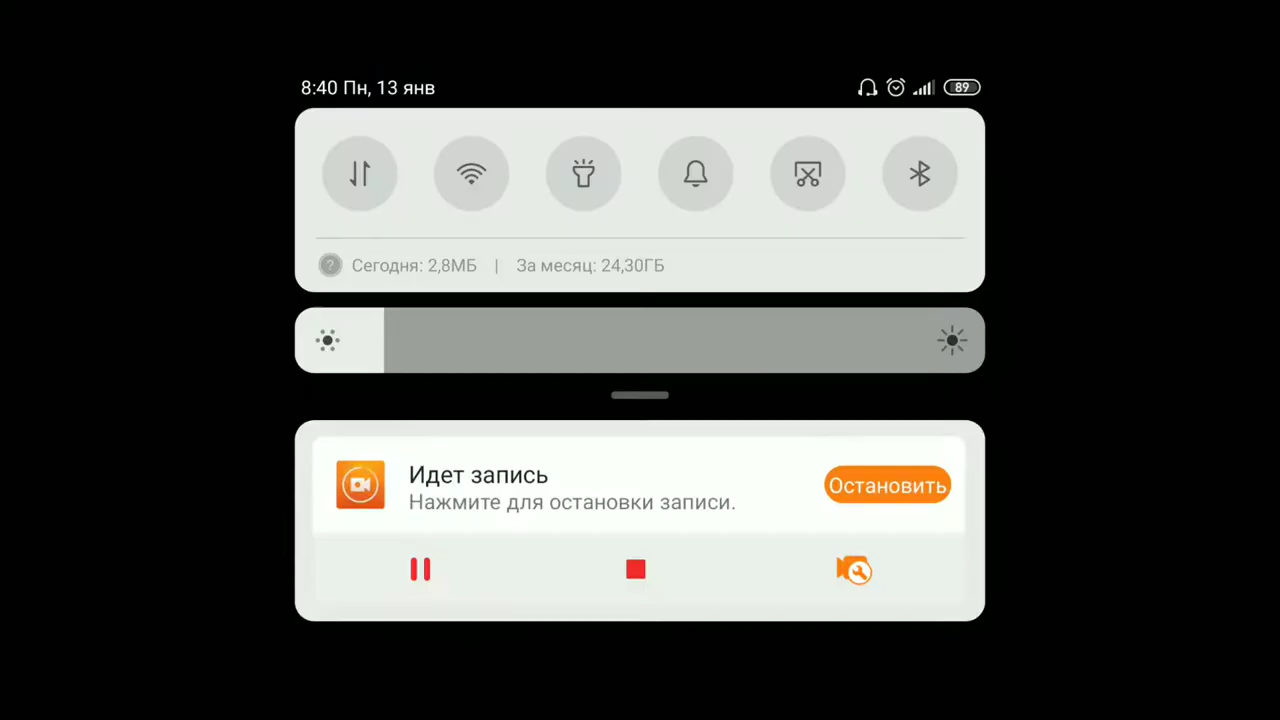 8:40 Пн, 13 янв
89
Сегодня: 2,8МБ | За месяц: 24,30ГБ
Идет запись
Нажмите для остановки записи.
Остановить